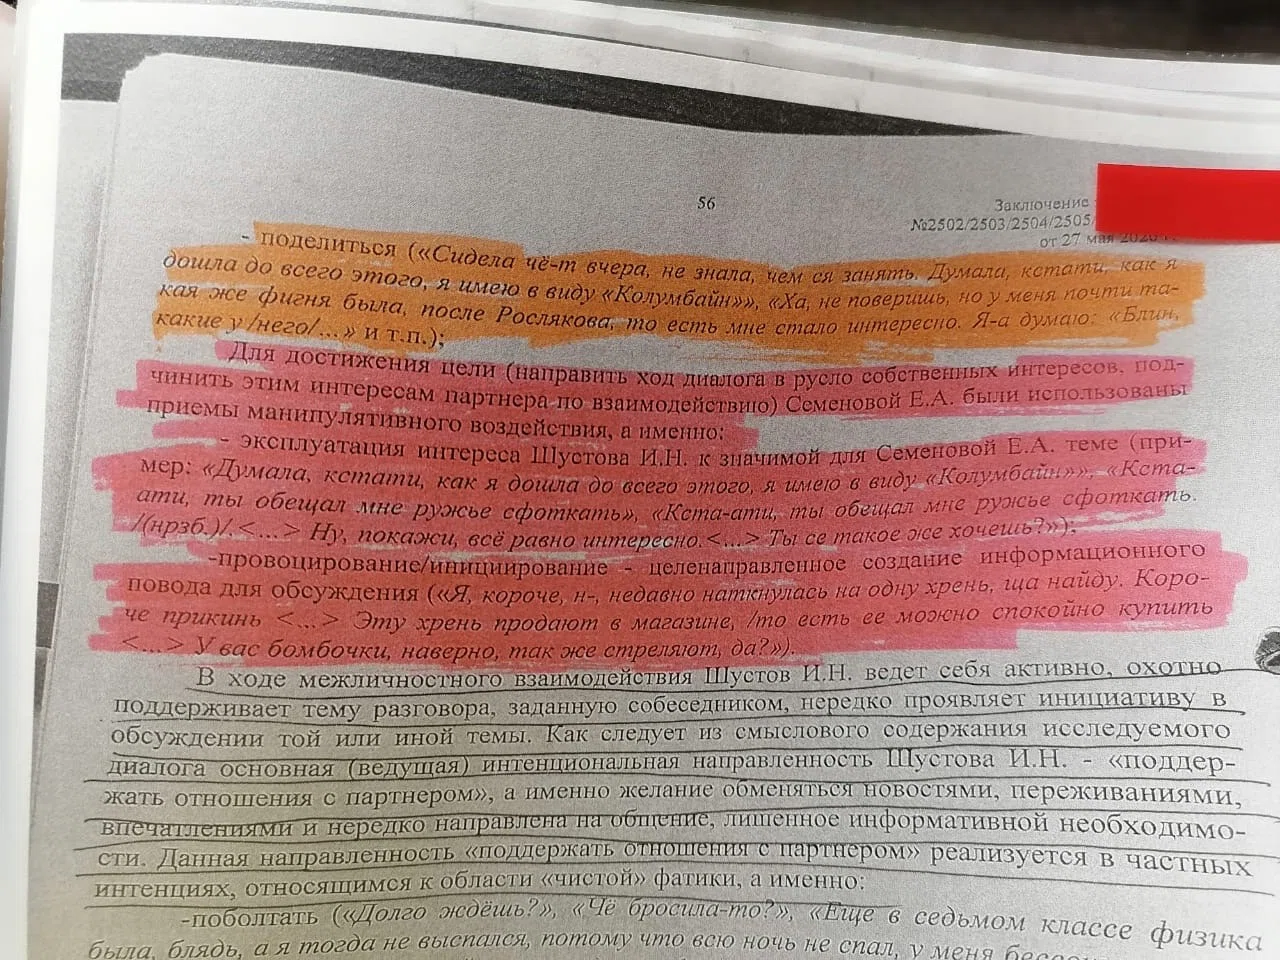 56
Заключение
№2502/2503/2504/2505/
от 27 мая 2020 г.
- поделиться («Сидела чё-т вчера, не знала, чем ся занять. Думала, кстати, как я
дошла до всего этого, я имею в виду «Колумбайн»», «Ха, не поверишь, но у меня почти та-
кая же фигня была, после Рослякова, то есть мне стало интересно. Я-а думаю: «Блин,
какие у /него/...» и т.п.);
Для достижения цели (направить ход диалога в русло собственных интересов, под-
чинить этим интересам партнера по взаимодействию) Семеновой Е.А. были использованы
приемы манипулятивного воздействия, а именно:
- эксплуатация интереса Шустова И.Н. к значимой для Семеновой Е.А. теме (при-
мер: «Думала, кстати, как я дошла до всего этого, я имею в виду «Колумбайн»», «Кста-
ати, ты обещал мне ружье сфоткать», «Кста-ати, ты обещал мне ружье сфоткать.
/(нрзб.)/.<...> Ну, покажи, всё равно интересно.<...> Ты се такое же хочешь?»);
-провоцирование/инициирование - целенаправленное создание информационного
повода для обсуждения («Я, короче, н-, недавно наткнулась на одну хрень, ща найду. Коро-
че прикинь <...> Эту хрень продают в магазине, /то есть ее можно спокойно купить
<...> У вас бомбочки, наверно, так же стреляют, да?»).
В ходе межличностного взаимодействия Шустов И.Н. ведет себя активно, охотно
поддерживает тему разговора, заданную собеседником, нередко проявляет инициативу в
обсуждении той или иной темы. Как следует из смыслового содержания исследуемого
диалога основная (ведущая) интенциональная направленность Шустова И.Н. - «поддер-
жать отношения с партнером», а именно желание обменяться новостями, переживаниями,
впечатлениями и нередко направлена на общение, лишенное информативной необходимо-
сти. Данная направленность «поддержать отношения с партнером» реализуется в частных
интенциях, относящимся к области «чистой» фатики, а именно:
-поболтать («Долго ждёшь?», «Чё бросила-то?», «Еще в седьмом классе физика
была, блядь, а я тогда не выспался, потому что всю ночь не спал, у меня